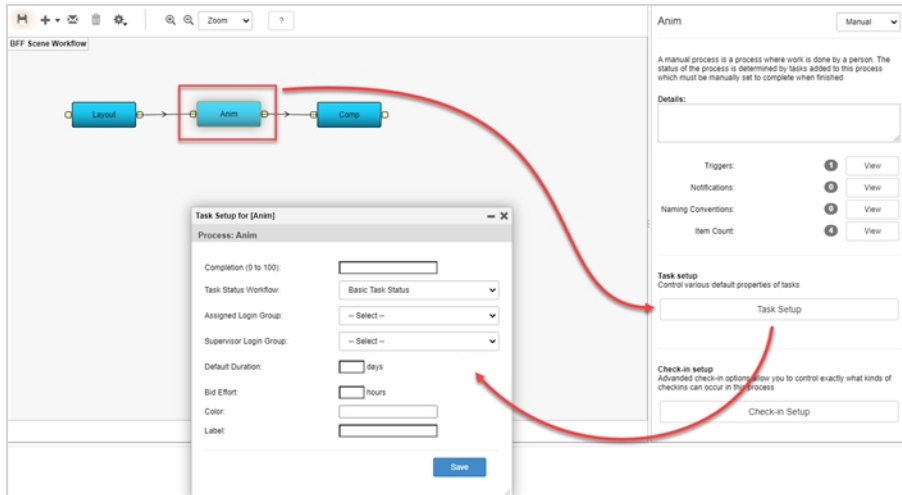 Zoom
?
BFF Scene Workflow
Layout
Anim
Comp
Task Setup for [Anim]
Process: Anim
Completion (0 to 100):
Task Status Workflow:
Basic Task Status
Assigned Login Group:
-- Select --
Supervisor Login Group:
-- Select --
Default Duration:
days
Bid Effort:
hours
Color:
Label:
Save
Anim
Manual
A manual process is a process where work is done by a person. The
status of the process is determined by tasks added to this process
which must be manually set to complete when finished
Details:
Triggers:
1
View
Notifications:
0
View
Naming Conventions:
0
View
Item Count:
4
View
Task setup
Control various default properties of tasks
Task Setup
Check-in setup
Advanded check-in options allow you to control exactly what kinds of
checkins can occur in this process
Check-in Setup